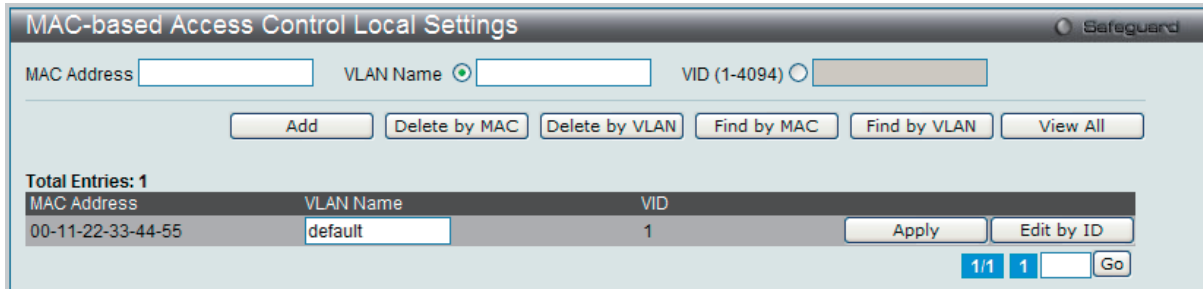 MAC-based Access Control Local Settings Safeguard
MAC Address VLAN Name VID (1-4094)
Add Delete by MAC Delete by VLAN Find by MAC Find by VLAN View All
Total Entries: 1
MAC Address VLAN Name VID
00-11-22-33-44-55 default 1 Apply Edit by ID
1/1 1 Go